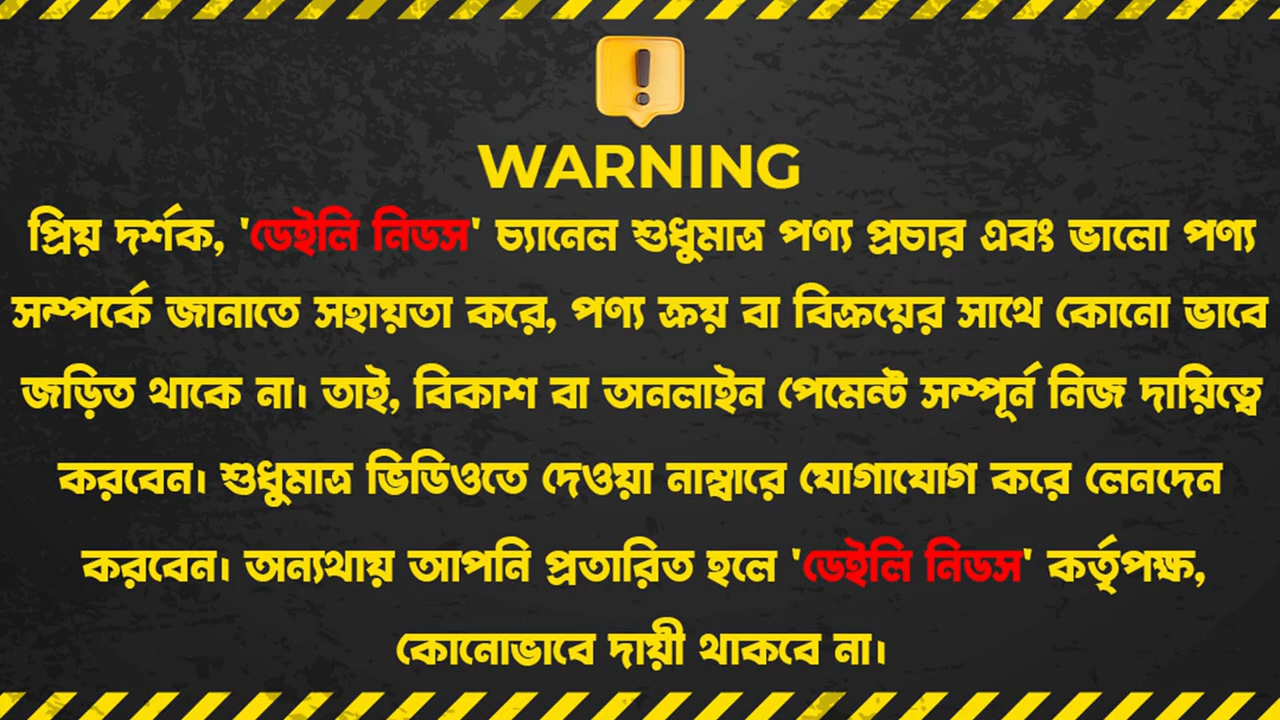 WARNING
প্রিয় দর্শক, 'ডেইলি নিডস' চ্যানেল শুধুমাত্র পণ্য প্রচার এবং ভালো পণ্য
সম্পর্কে জানাতে সহায়তা করে, পণ্য ক্রয় বা বিক্রয়ের সাথে কোনো ভাবে
জড়িত থাকে না। তাই, বিকাশ বা অনলাইন পেমেন্ট সম্পূর্ন নিজ দায়িত্বে
করবেন। শুধুমাত্র ভিডিওতে দেওয়া নাম্বারে যোগাযোগ করে লেনদেন
করবেন। অন্যথায় আপনি প্রতারিত হলে 'ডেইলি নিডস' কর্তৃপক্ষ,
কোনোভাবে দায়ী থাকবে না।